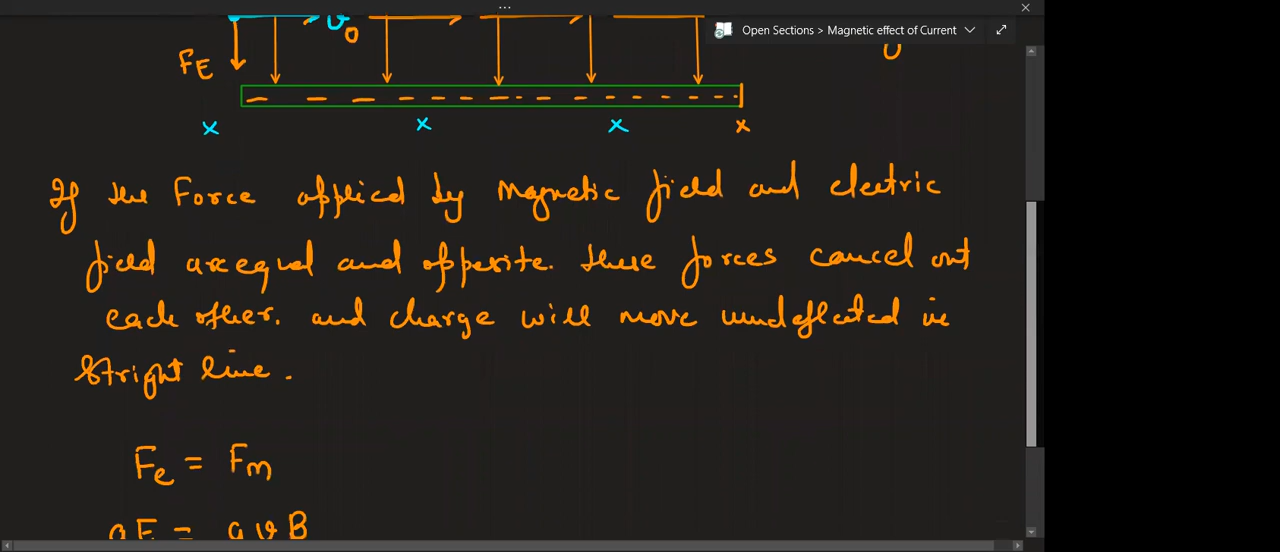 ...
v₀
Open Sections > Magnetic effect of Current
F_E
x x x x
If the Force applied by Magnetic field and electric
field are equal and opposite. these forces cancel out
each other. and charge will move undeflected in
Stright line.
F_e = F_m
qE = qvB